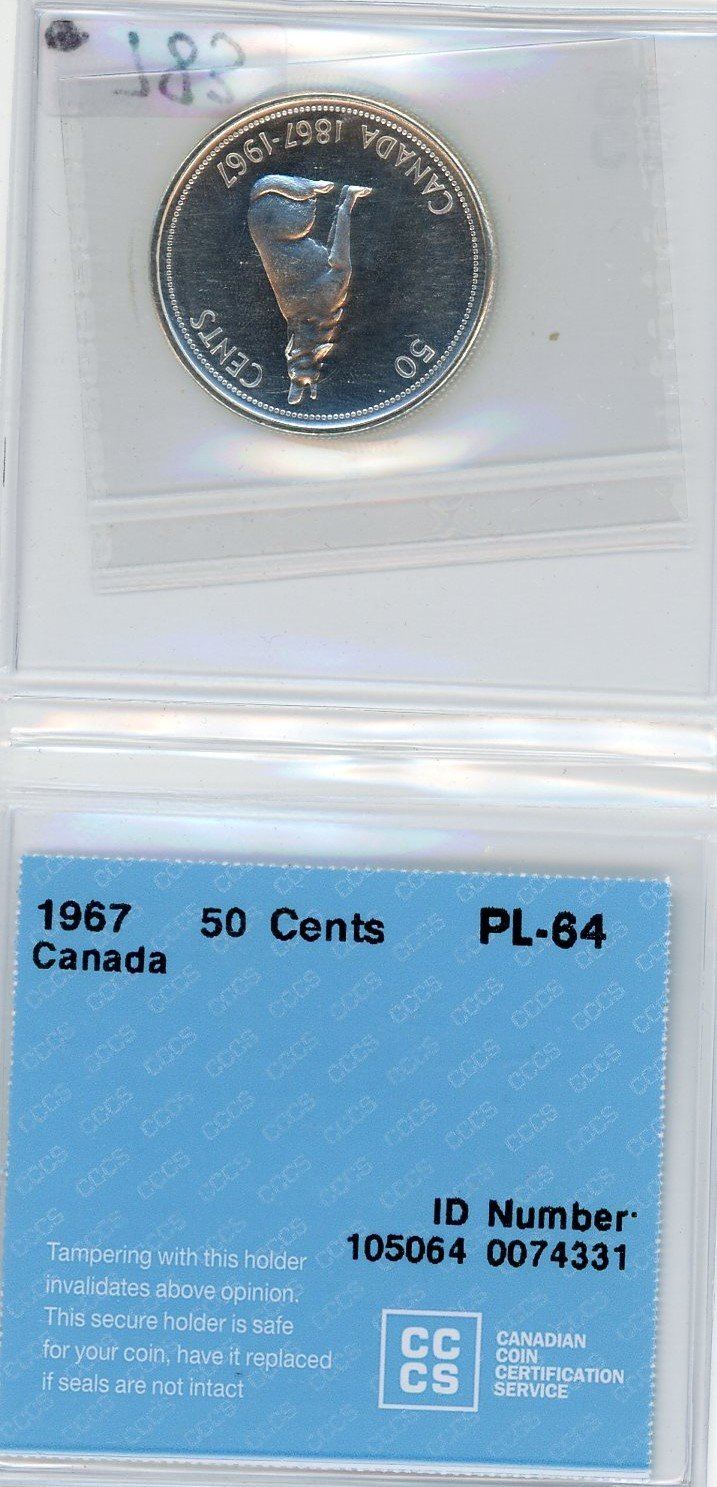 783
CANADA 1867-1967
50 CENTS
1967 50 Cents PL-64
Canada
ID Number
105064 0074331
Tampering with this holder
invalidates above opinion.
This secure holder is safe
for your coin, have it replaced
if seals are not intact
CC
CS
CANADIAN
COIN
CERTIFICATION
SERVICE